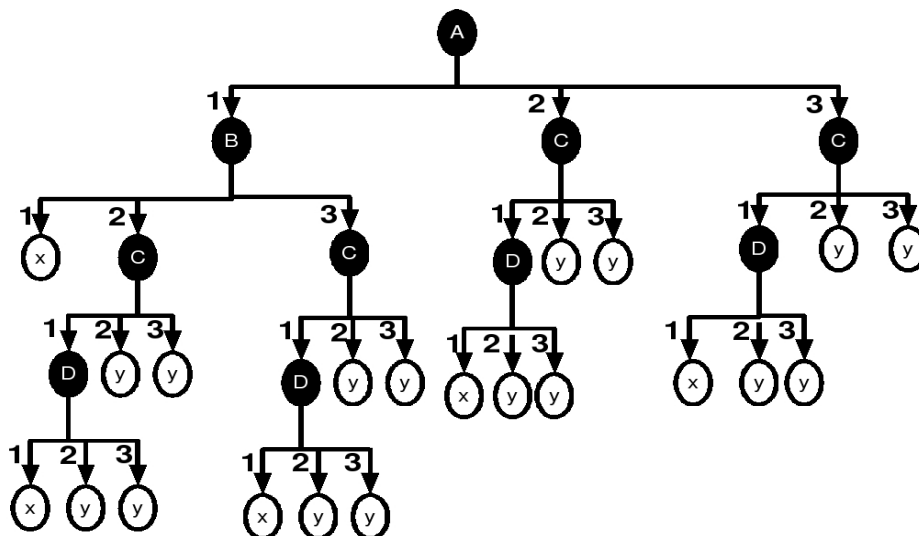 A
1 2 3
B C C
1 2 3 1 2 3 1 2 3
x C C D y y D y y
1 2 3 1 2 3 1 2 3 1 2 3
D y y D y y x y y x y y
1 2 3 1 2 3
x y y x y y